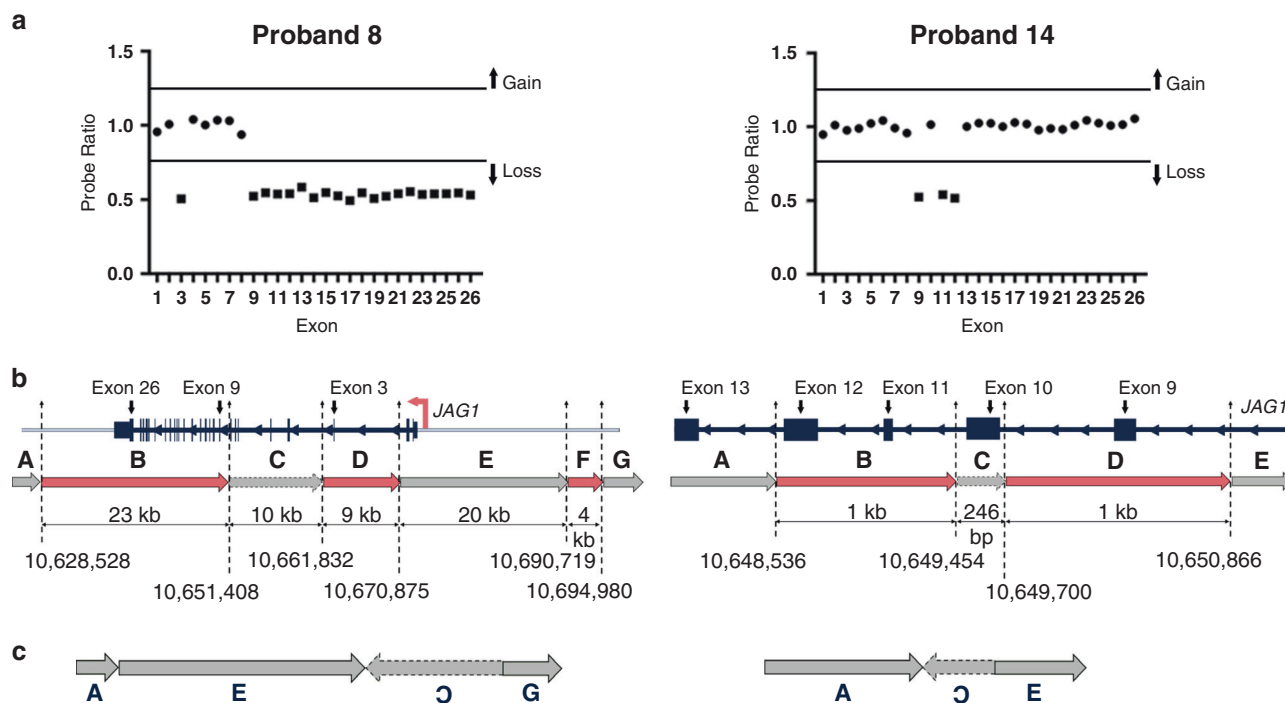 a
Proband 8
1.5
1.0
0.5
0.0
Probe Ratio
Gain
Loss
1 3 5 7 9 11 13 15 17 19 21 23 25 26
Exon
Proband 14
1.5
1.0
0.5
0.0
Probe Ratio
Gain
Loss
1 3 5 7 9 11 13 15 17 19 21 23 25 26
Exon
b
Exon 26 Exon 9 Exon 3
JAG1
A B C D E F G
23 kb 10 kb 9 kb 20 kb 4 kb
10,628,528 10,661,832 10,690,719
10,651,408 10,670,875 10,694,980
Exon 13 Exon 12 Exon 11 Exon 10 Exon 9
JAG1
A B C D E
1 kb 246 bp 1 kb
10,648,536 10,649,454 10,650,866
10,649,700
c
A E C G
A C E